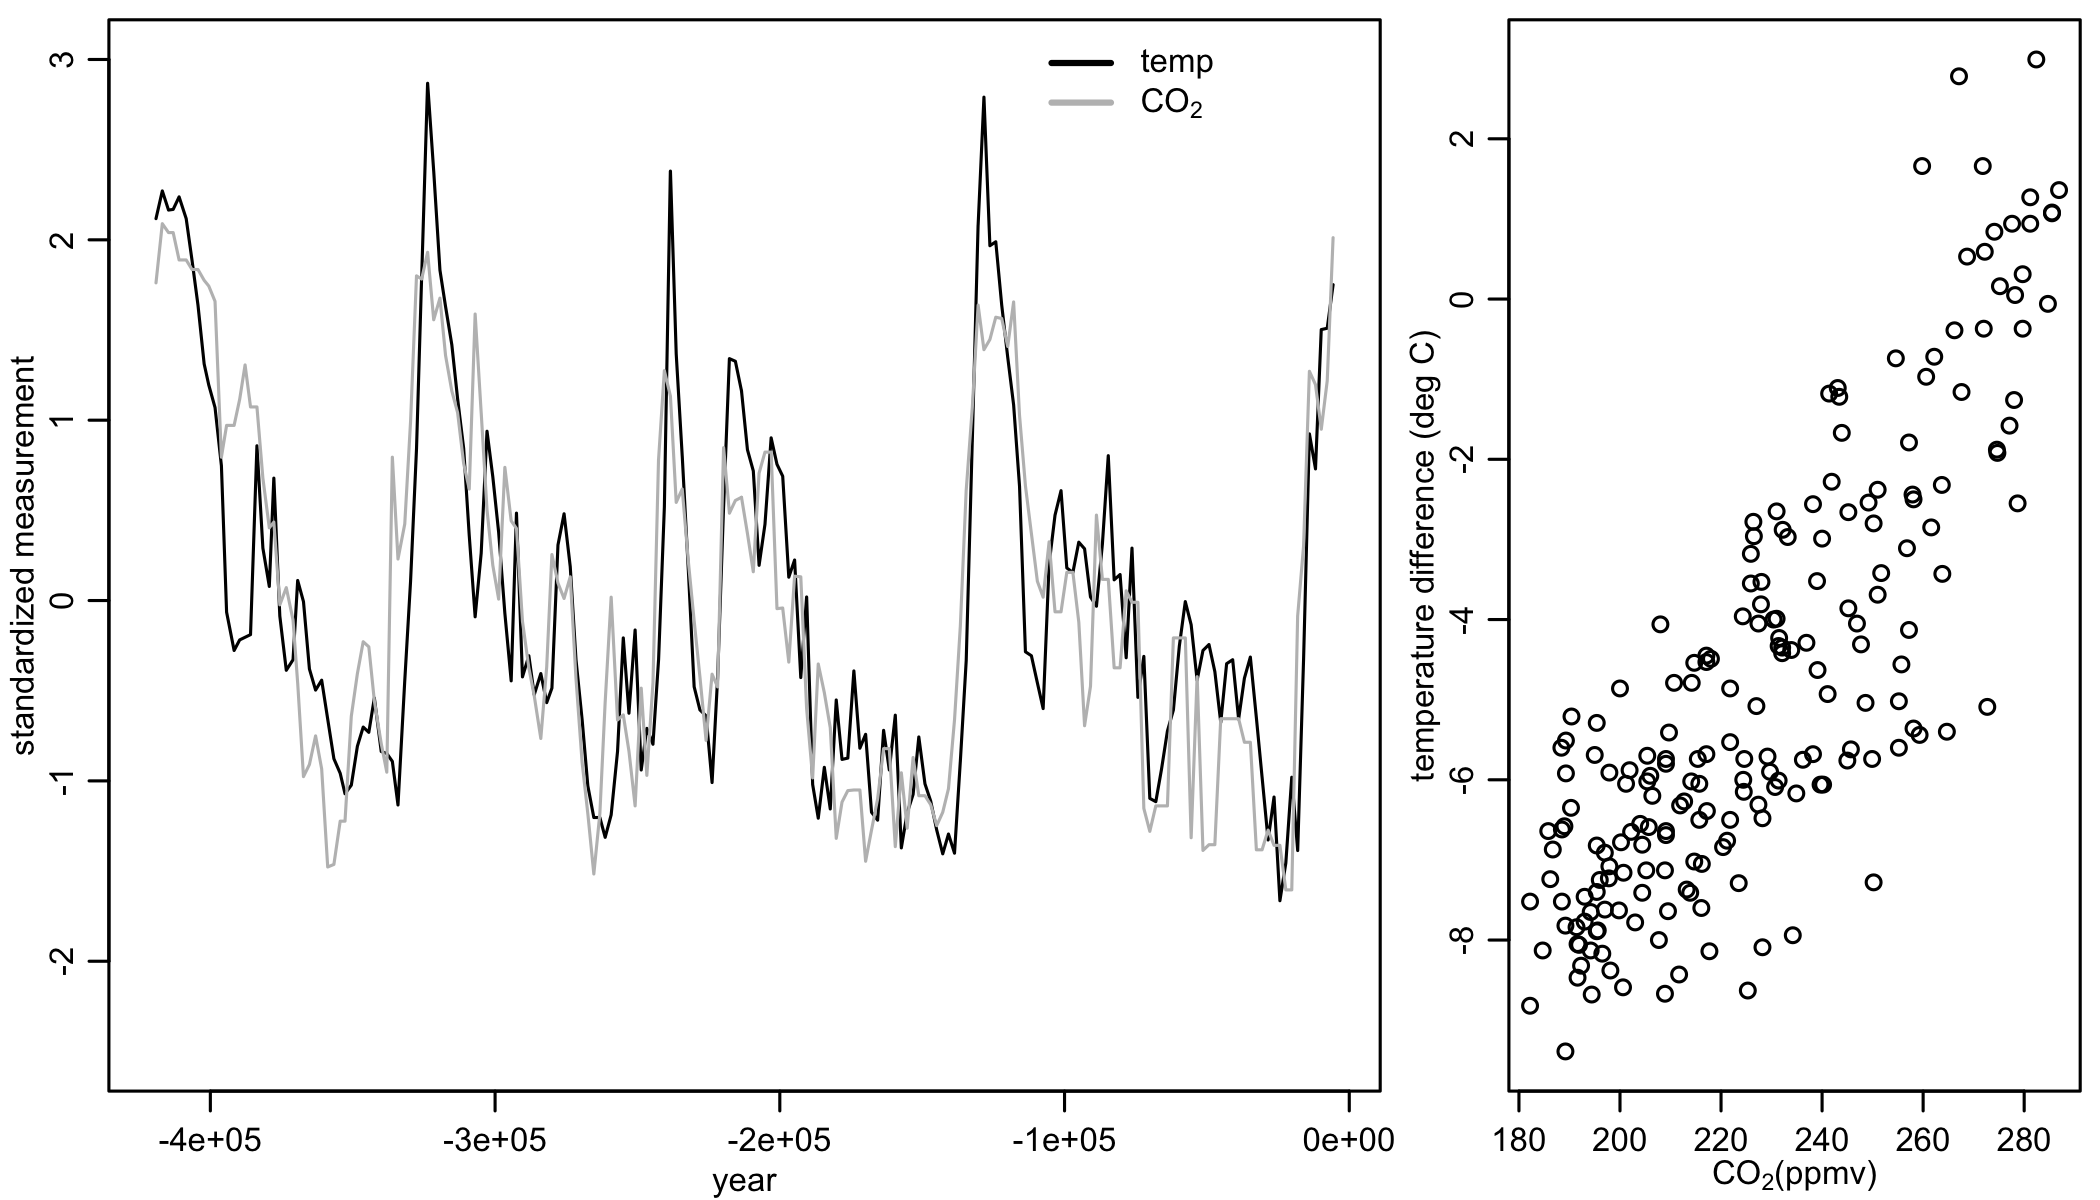 temp
CO₂
standardized measurement
3
2
1
0
-1
-2
-4e+05 -3e+05 -2e+05 -1e+05 0e+00
year
temperature difference (deg C)
2
0
-2
-4
-6
-8
180 200 220 240 260 280
CO₂(ppmv)